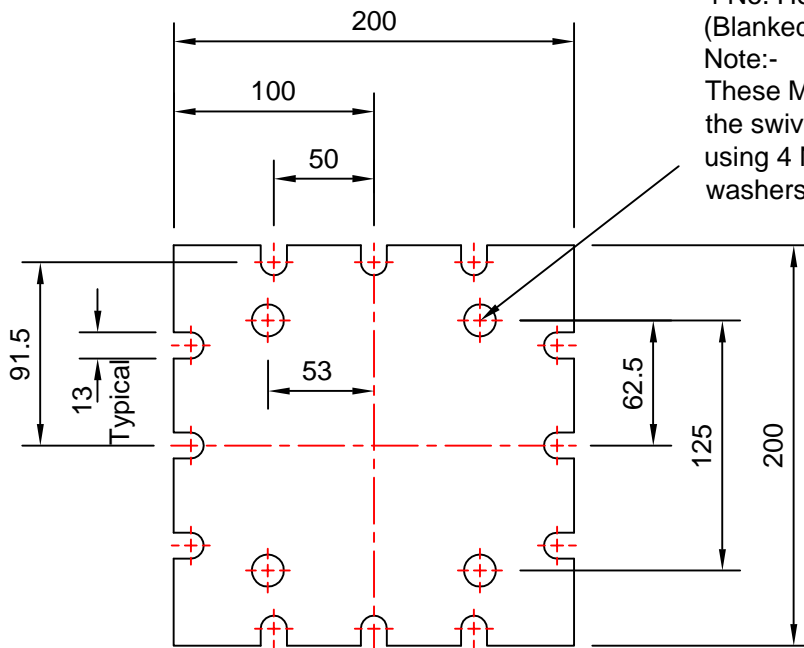 (Blanked
Note:-
These M
the swiv
using 4
washers
200
100
50
91.5
13
Typical
53
62.5
125
200